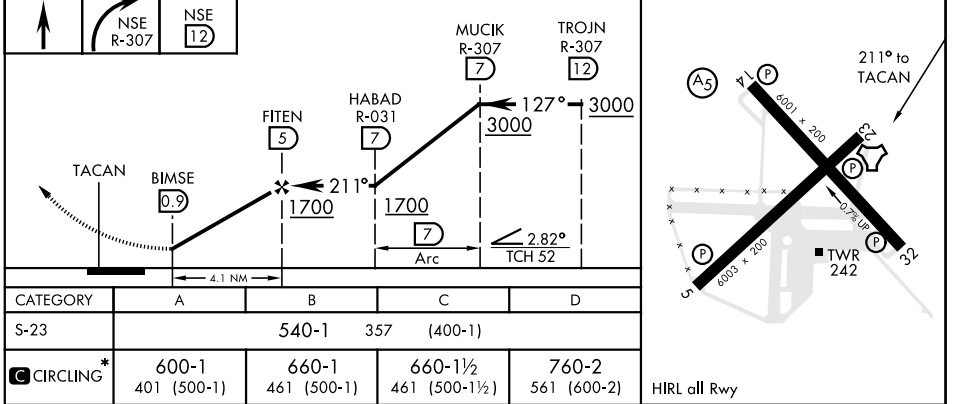 NSE
R-307
NSE
12
MUCIK
R-307
7
TROJN
R-307
12
HABAD
R-031
7
FITEN
5
127°
3000
3000
TACAN
BIMSE
0.9
211°
1700
1700
7
Arc
2.82°
TCH 52
4.1 NM
CATEGORY A B C D
S-23 540-1 357 (400-1)
C CIRCLING* 600-1 660-1 660-1½ 760-2
401 (500-1) 461 (500-1) 461 (500-1½) 561 (600-2)
211° to
TACAN
A5
P
14
6001 x 200
23
P
0.7% UP
P
TWR
242
P
6003 x 200
5
32
x x x x x x
x
x
x
x
x
HIRL all Rwy